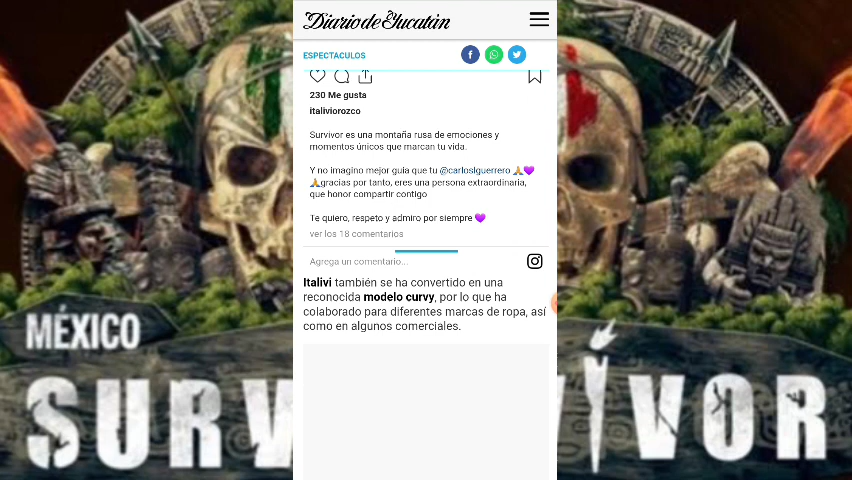 Diario de Yucatán
ESPECTACULOS
230 Me gusta
italiviorozco
Survivor es una montaña rusa de emociones y
momentos únicos que marcan tu vida.
Y no imagino mejor guía que tu @carloslguerrero 🙏💜
🙏gracias por tanto, eres una persona extraordinaria,
que honor compartir contigo
Te quiero, respeto y admiro por siempre 💜
ver los 18 comentarios
Agrega un comentario...
Italivi también se ha convertido en una
reconocida modelo curvy, por lo que ha
colaborado para diferentes marcas de ropa, así
como en algunos comerciales.
MÉXICO
SURV
IVOR